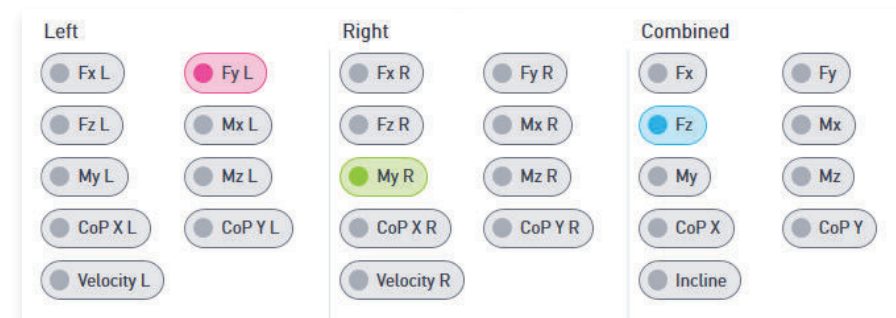 Left
Fx L Fy L
Fz L Mx L
My L Mz L
CoP X L CoP Y L
Velocity L
Right
Fx R Fy R
Fz R Mx R
My R Mz R
CoP X R CoP Y R
Velocity R
Combined
Fx Fy
Fz Mx
My Mz
CoP X CoP Y
Incline